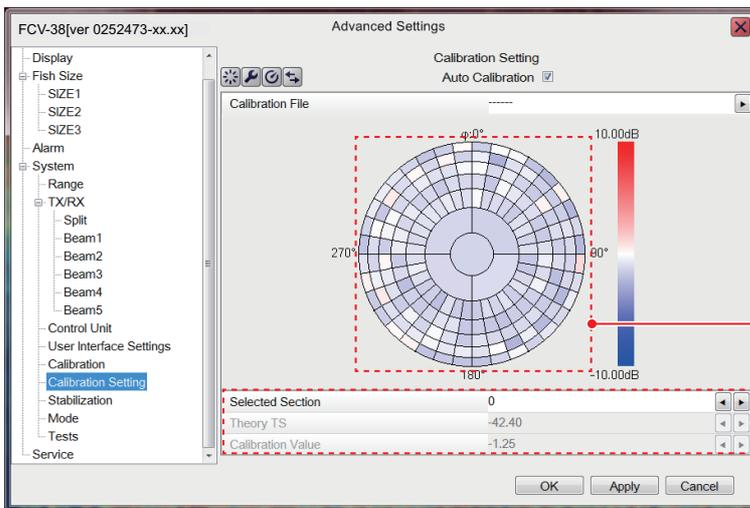 Advanced Settings
FCV-38[ver 0252473-xx.xx]
Display
Fish Size
SIZE1
SIZE2
SIZE3
Alarm
System
Range
TX/RX
Split
Beam1
Beam2
Beam3
Beam4
Beam5
Control Unit
User Interface Settings
Calibration
Calibration Setting
Stabilization
Mode
Tests
Service
Calibration Setting
Auto Calibration
Calibration File
------
φ:0°
10.00dB
270°
90°
180°
-10.00dB
Selected Section
0
Theory TS
-42.40
Calibration Value
-1.25
OK
Apply
Cancel